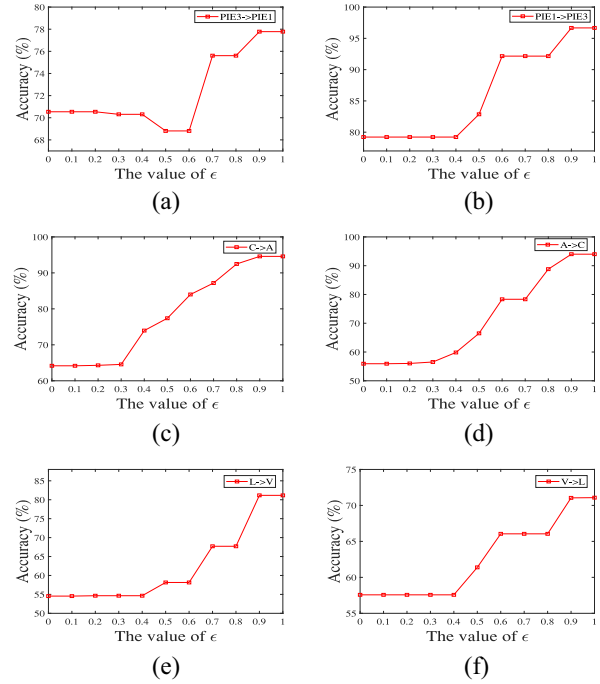 80
78
76
74
72
70
68
Accuracy (%)
PIE3->PIE1
0 0.1 0.2 0.3 0.4 0.5 0.6 0.7 0.8 0.9 1
The value of ϵ
(a)
100
95
90
85
80
Accuracy (%)
PIE1->PIE3
0 0.1 0.2 0.3 0.4 0.5 0.6 0.7 0.8 0.9 1
The value of ϵ
(b)
100
90
80
70
60
Accuracy (%)
C->A
0 0.1 0.2 0.3 0.4 0.5 0.6 0.7 0.8 0.9 1
The value of ϵ
(c)
100
90
80
70
60
50
Accuracy (%)
A->C
0 0.1 0.2 0.3 0.4 0.5 0.6 0.7 0.8 0.9 1
The value of ϵ
(d)
85
80
75
70
65
60
55
50
Accuracy (%)
L->V
0 0.1 0.2 0.3 0.4 0.5 0.6 0.7 0.8 0.9 1
The value of ϵ
(e)
75
70
65
60
55
Accuracy (%)
V->L
0 0.1 0.2 0.3 0.4 0.5 0.6 0.7 0.8 0.9 1
The value of ϵ
(f)